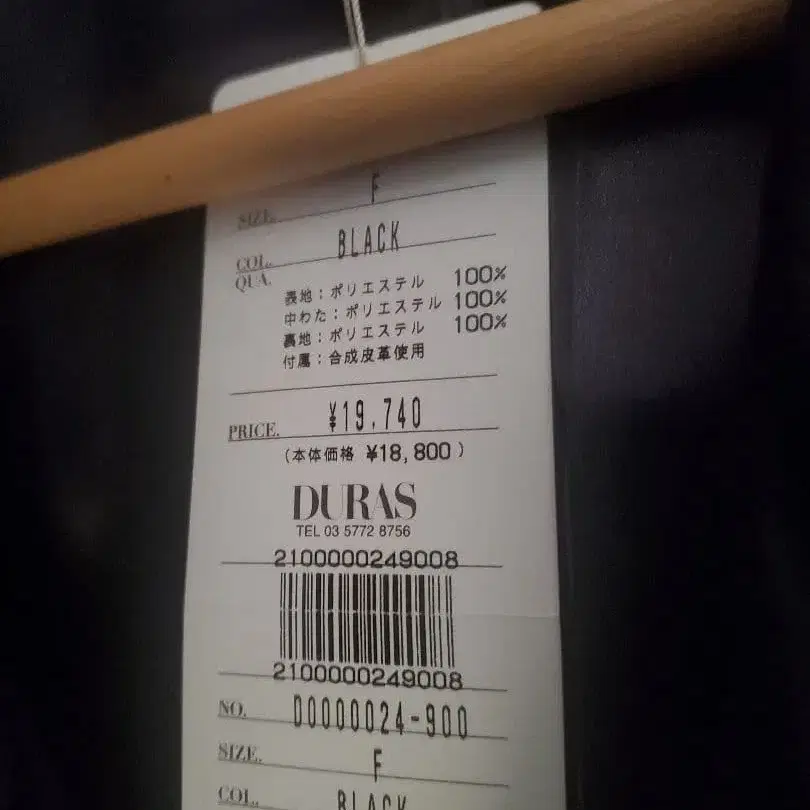 SIZE. F
COL. BLACK
QUA.
表地：ポリエステル 100%
中わた：ポリエステル 100%
裏地：ポリエステル 100%
付属：合成皮革使用
PRICE. ¥19,740
(本体価格 ¥18,800)
DURAS
TEL 03 5772 8756
2100000249008
2100000249008
NO. D0000024-900
SIZE. F
COL. BLACK